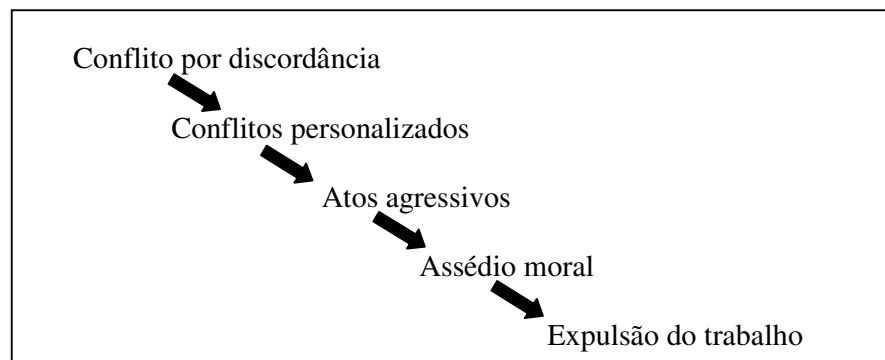 Conflito por discordância
Conflitos personalizados
Atos agressivos
Assédio moral
Expulsão do trabalho